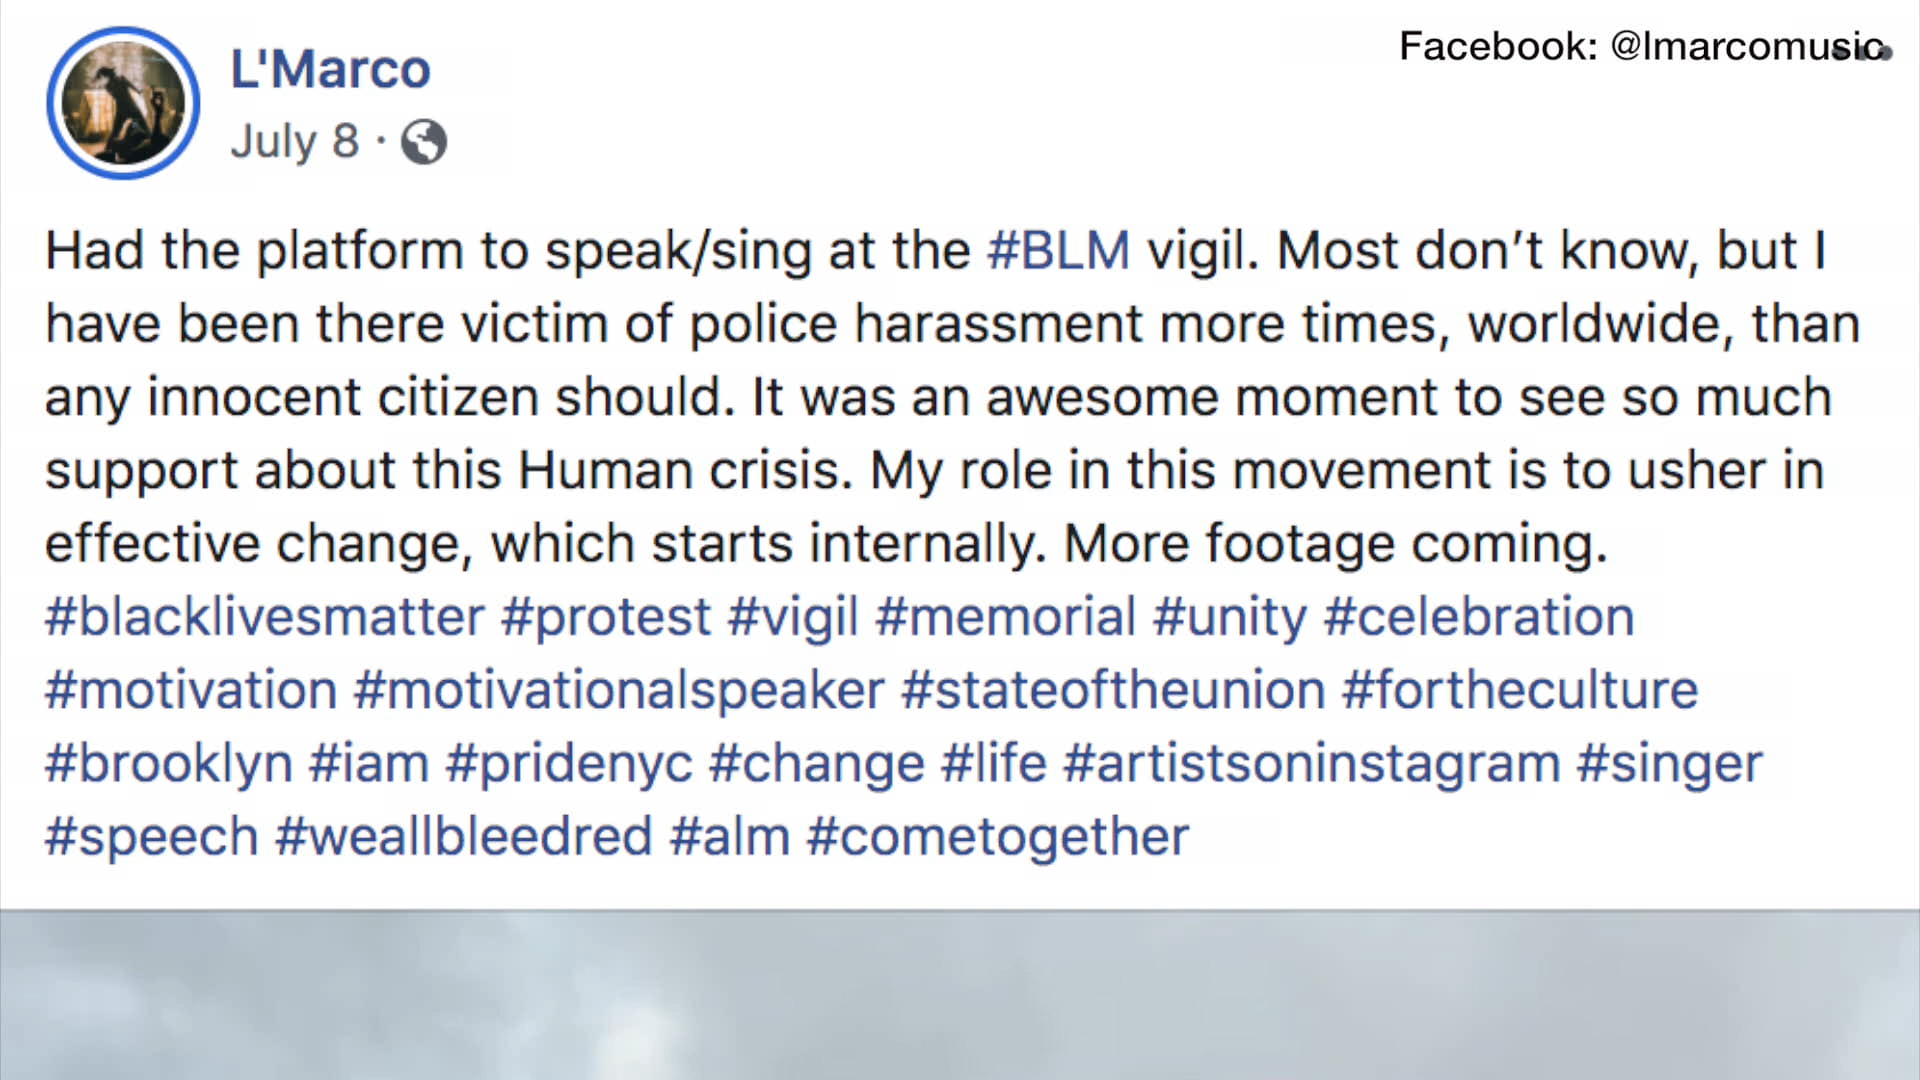 Facebook: @lmarcomusic
L'Marco
July 8 ·
Had the platform to speak/sing at the #BLM vigil. Most don’t know, but I
have been there victim of police harassment more times, worldwide, than
any innocent citizen should. It was an awesome moment to see so much
support about this Human crisis. My role in this movement is to usher in
effective change, which starts internally. More footage coming.
#blacklivesmatter #protest #vigil #memorial #unity #celebration
#motivation #motivationalspeaker #stateoftheunion #fortheculture
#brooklyn #iam #pridenyc #change #life #artistsoninstagram #singer
#speech #weallbleedred #alm #cometogether